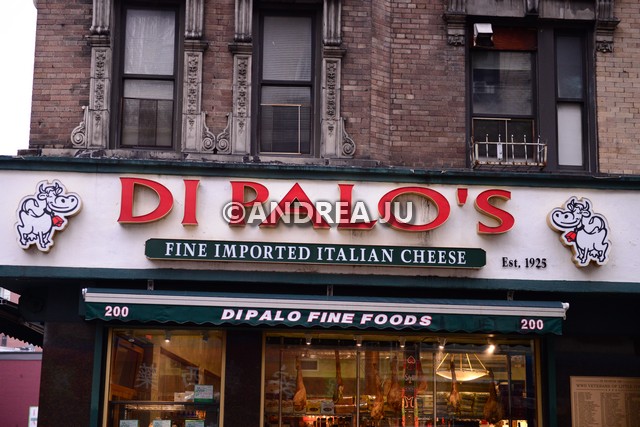 DI PALO'S
©ANDREA JU
FINE IMPORTED ITALIAN CHEESE
Est. 1925
200 DIPALO FINE FOODS 200